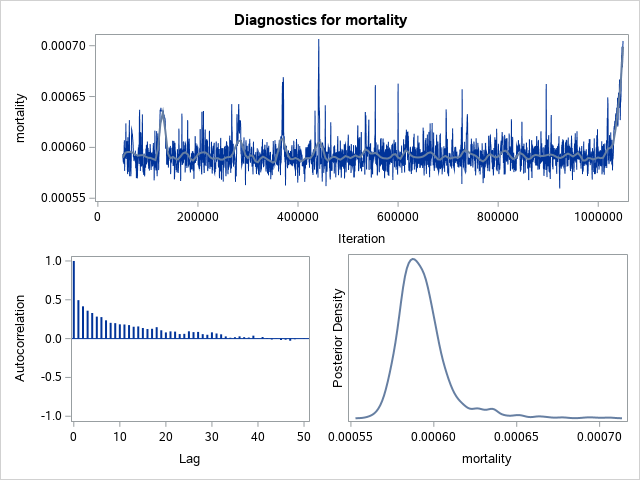 Diagnostics for mortality
mortality
0.00070
0.00065
0.00060
0.00055
0 200000 400000 600000 800000 1000000
Iteration
Autocorrelation
1.0
0.5
0.0
-0.5
-1.0
0 10 20 30 40 50
Lag
Posterior Density
0.00055 0.00060 0.00065 0.00070
mortality